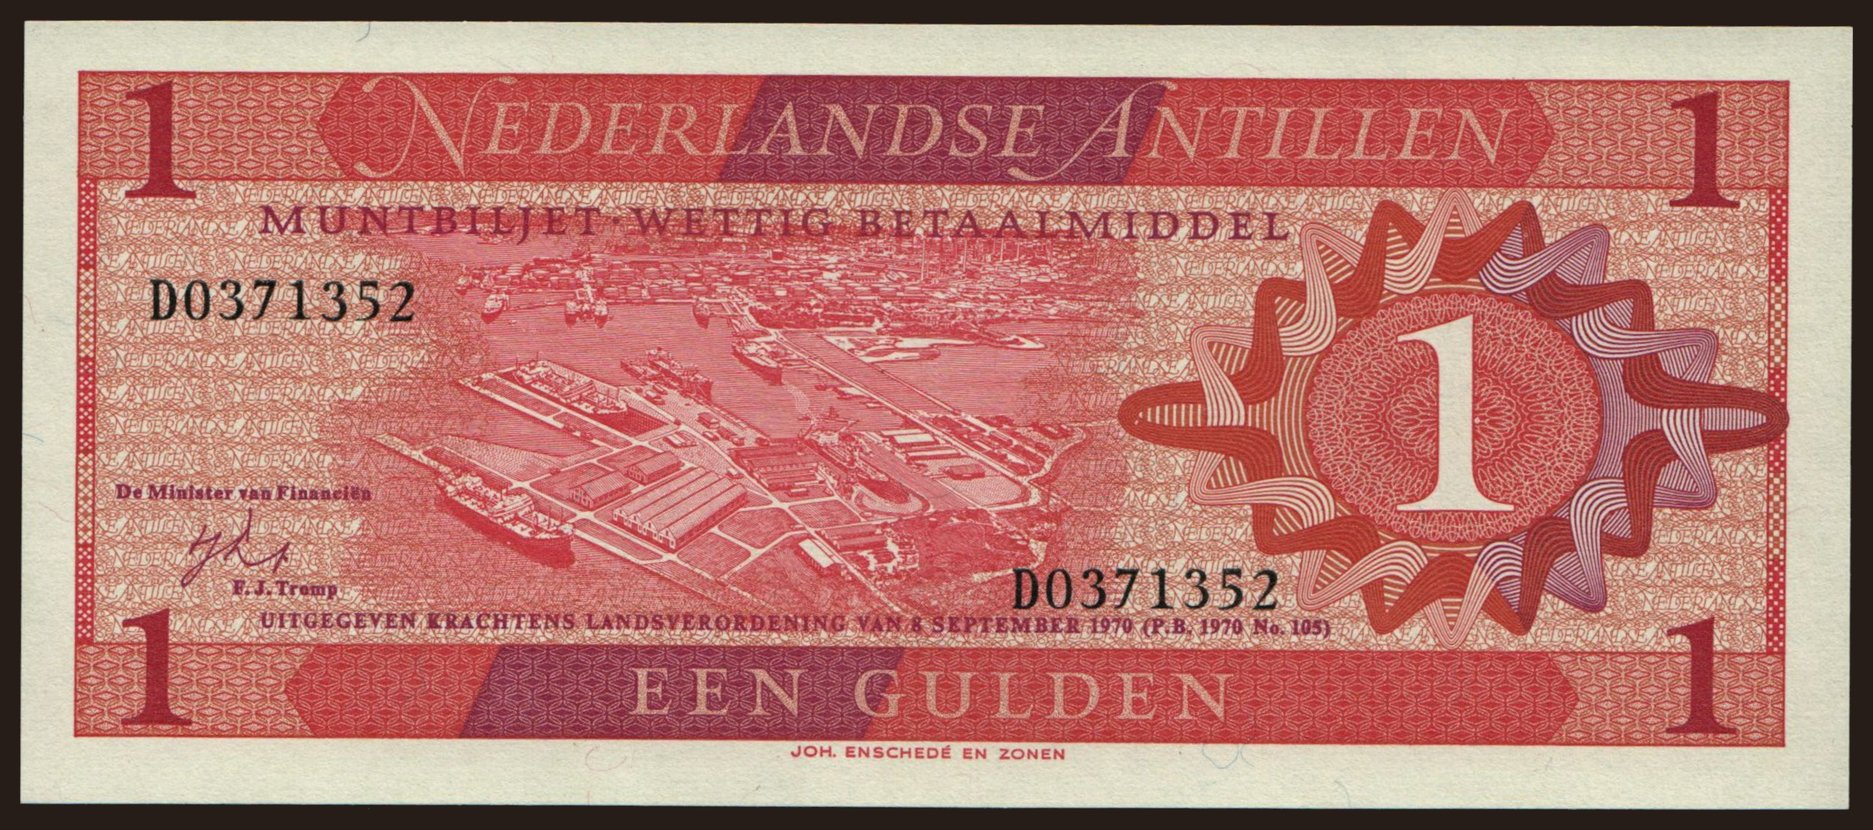 1 NEDERLANDSE ANTILLEN 1
MUNTBILJET·WETTIG BETAALMIDDEL
D0371352
1
De Minister van Financiën
F. J. Tromp
D0371352
UITGEGEVEN KRACHTENS LANDSVERORDENING VAN 8 SEPTEMBER 1970 (P.B. 1970 No. 105)
1 EEN GULDEN 1
JOH. ENSCHEDÉ EN ZONEN